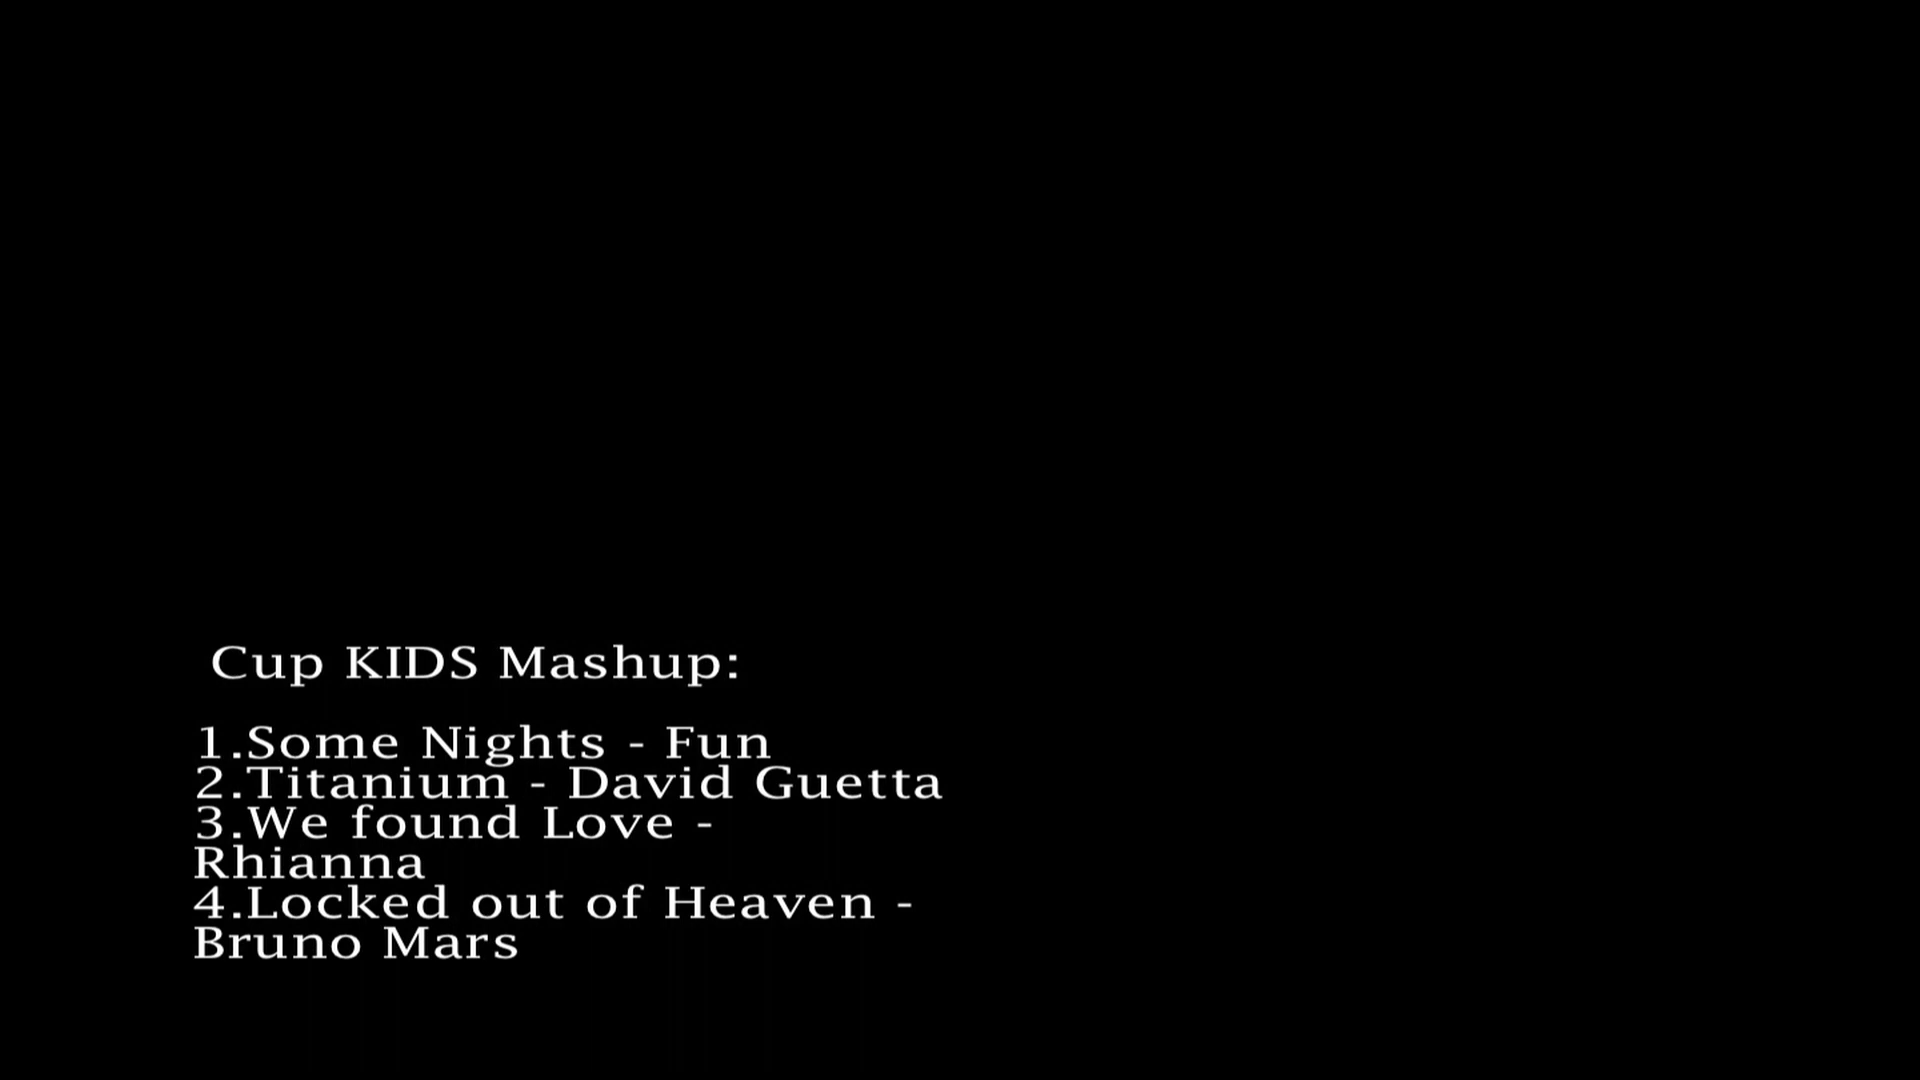 Cup KIDS Mashup:
1.Some Nights - Fun
2.Titanium - David Guetta
3.We found Love -
Rhianna
4.Locked out of Heaven -
Bruno Mars